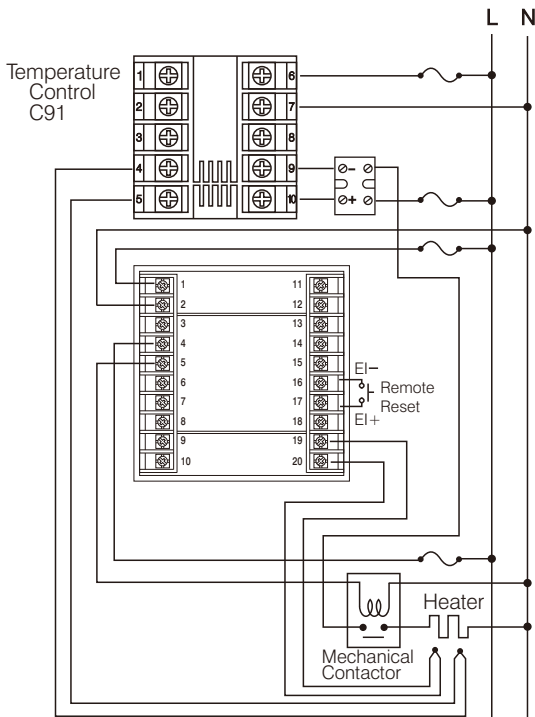 L N
Temperature
Control
C91
1 6
2 7
3 8
4 9 -
5 10 +
1 11
2 12
3 13
4 14
5 15
6 16 EI-
7 17 EI+
8 18
9 19
10 20
Remote
Reset
Heater
Mechanical
Contactor